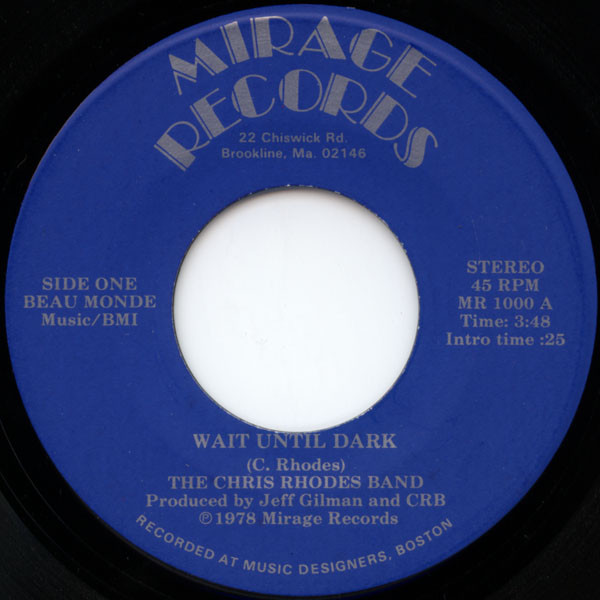 MIRAGE
RECORDS
22 Chiswick Rd.
Brookline, Ma. 02146
SIDE ONE
BEAU MONDE
Music/BMI
STEREO
45 RPM
MR 1000 A
Time: 3:48
Intro time :25
WAIT UNTIL DARK
(C. Rhodes)
THE CHRIS RHODES BAND
Produced by Jeff Gilman and CRB
℗1978 Mirage Records
RECORDED AT MUSIC DESIGNERS, BOSTON